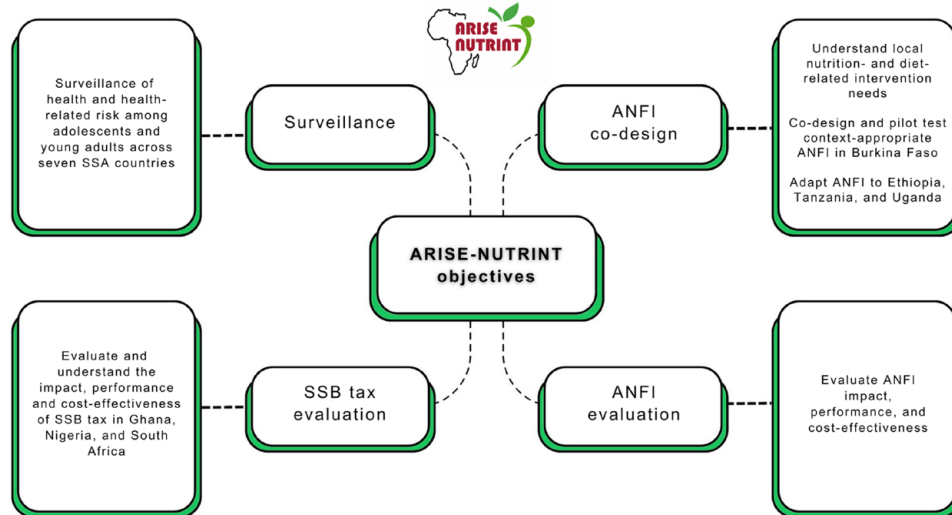 ARISE
NUTRINT
Surveillance of
health and health-
related risk among
adolescents and
young adults across
seven SSA countries
Surveillance
ANFI
co-design
Understand local
nutrition- and diet-
related intervention
needs
Co-design and pilot test
context-appropriate
ANFI in Burkina Faso
Adapt ANFI to Ethiopia,
Tanzania, and Uganda
ARISE-NUTRINT
objectives
Evaluate and
understand the
impact, performance
and cost-effectiveness
of SSB tax in Ghana,
Nigeria, and South
Africa
SSB tax
evaluation
ANFI
evaluation
Evaluate ANFI
impact,
performance, and
cost-effectiveness